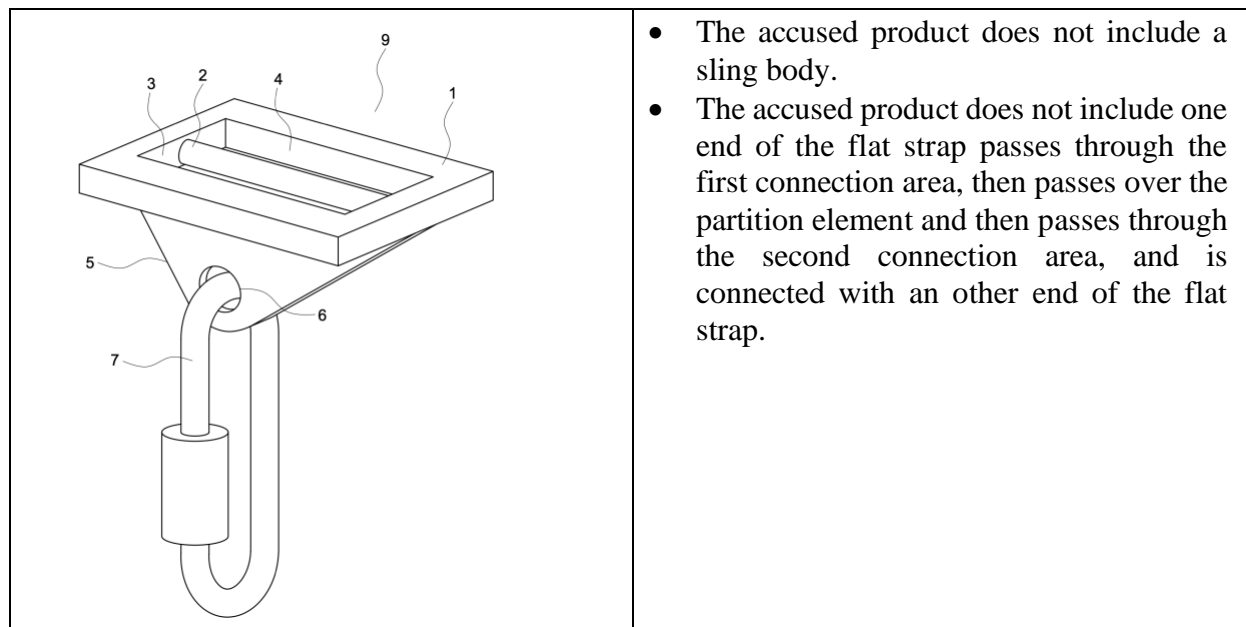 9
2
4
3
1
5
6
7
• The accused product does not include a
sling body.
• The accused product does not include one
end of the flat strap passes through the
first connection area, then passes over the
partition element and then passes through
the second connection area, and is
connected with an other end of the flat
strap.